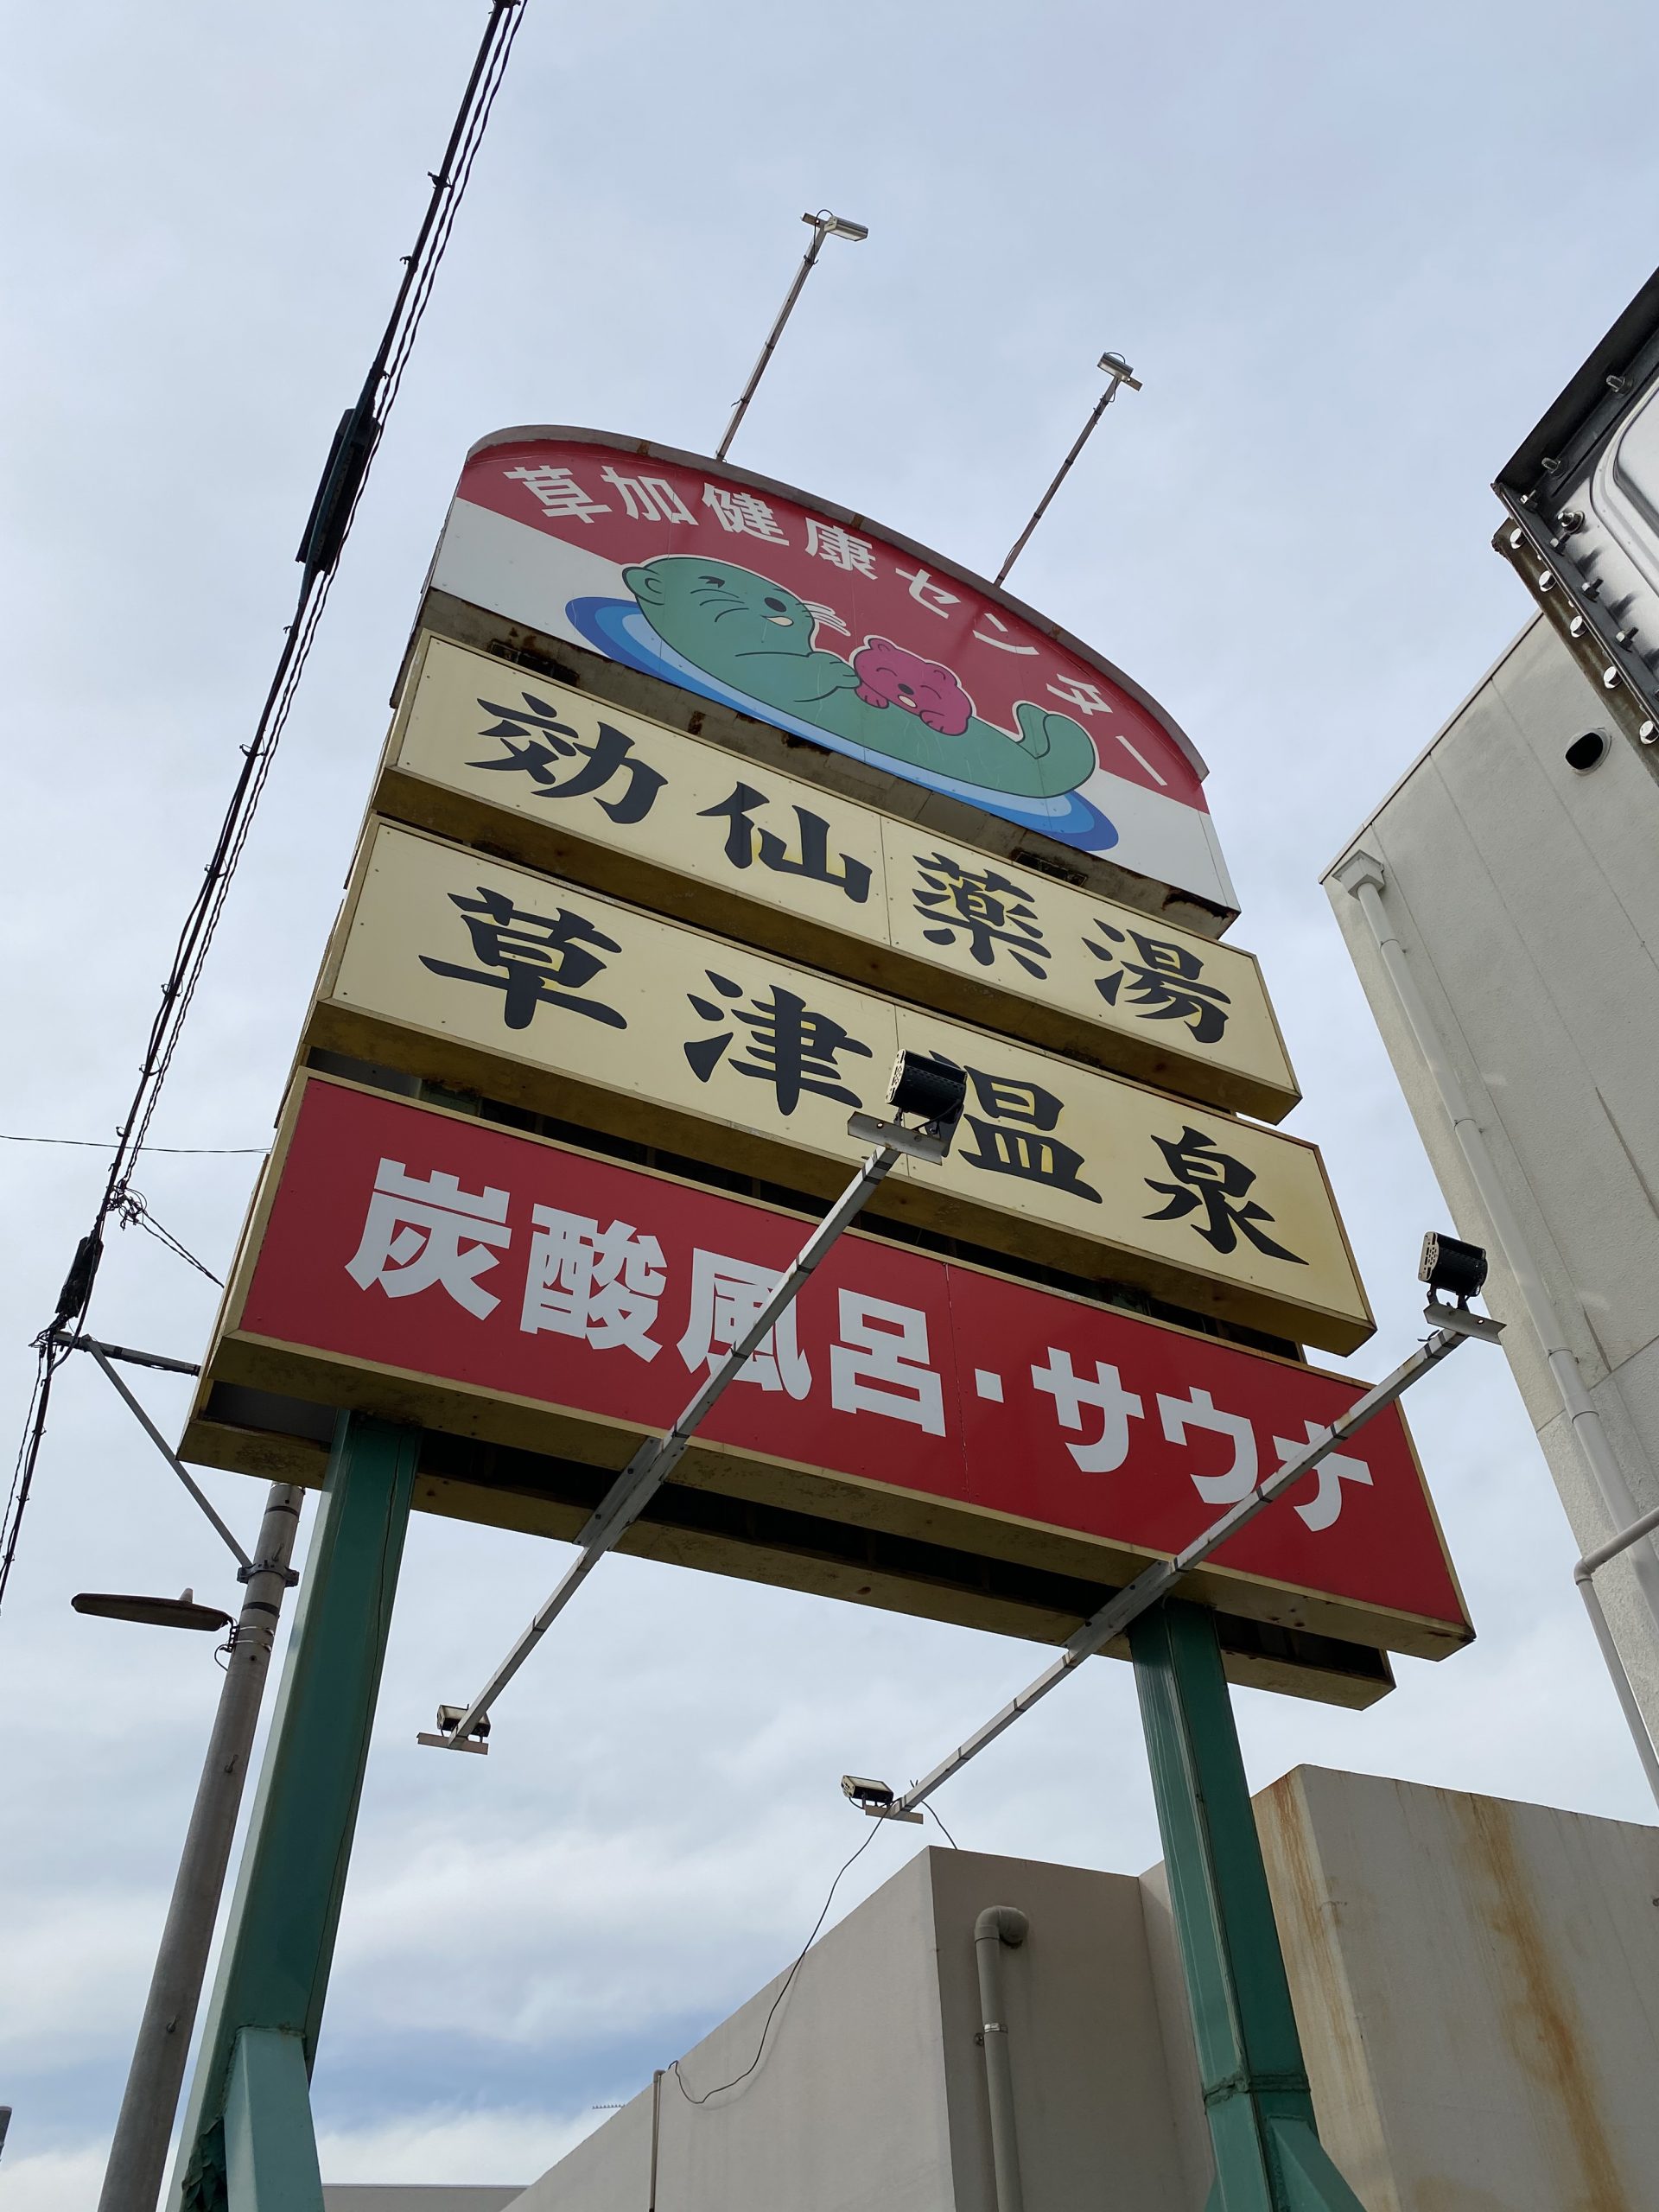 草加健康センター
効仙薬湯
草津温泉
炭酸風呂・サウナ